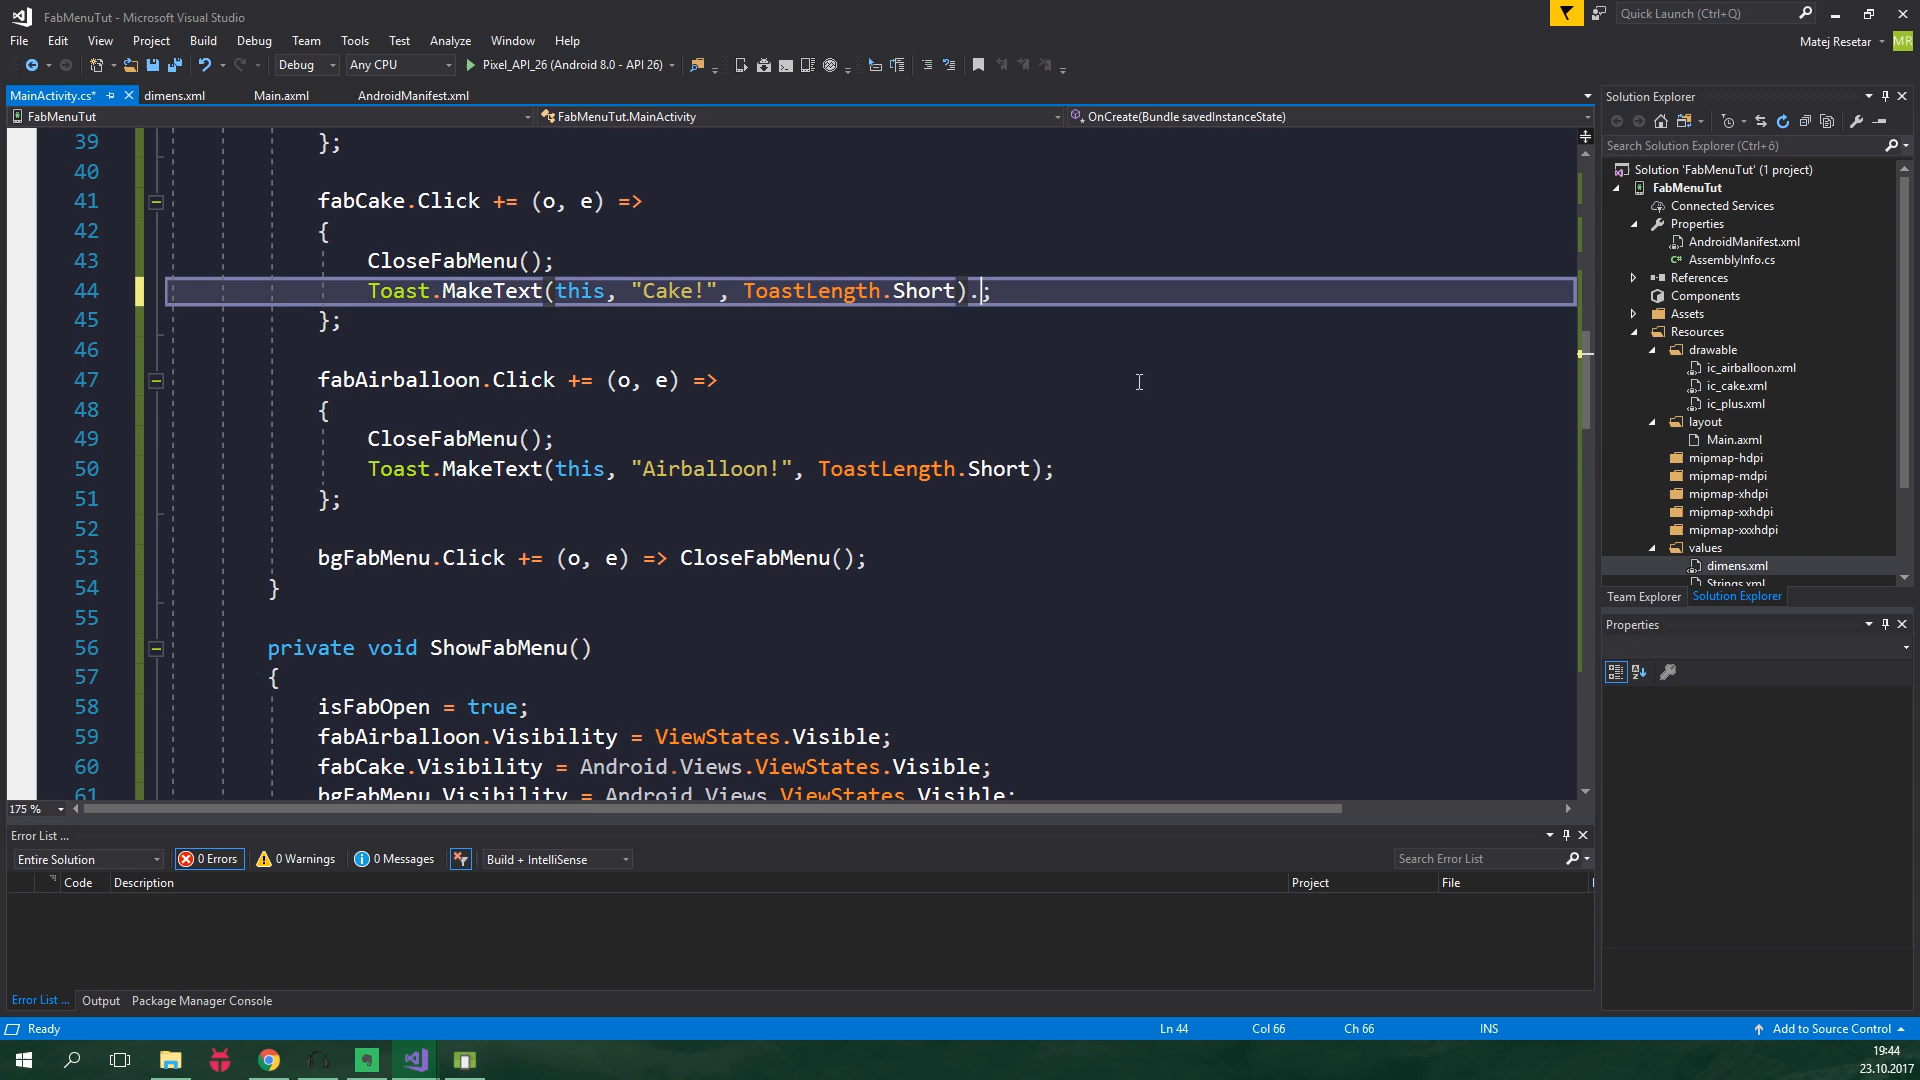 FabMenuTut - Microsoft Visual Studio
Quick Launch (Ctrl+Q)
File Edit View Project Build Debug Team Tools Test Analyze Window Help
Matej Resetar MR
Debug Any CPU Pixel_API_26 (Android 8.0 - API 26)
MainActivity.cs* dimens.xml Main.axml AndroidManifest.xml
FabMenuTut FabMenuTut.MainActivity OnCreate(Bundle savedInstanceState)
39 };
40
41 fabCake.Click += (o, e) =>
42 {
43 CloseFabMenu();
44 Toast.MakeText(this, "Cake!", ToastLength.Short).;
45 };
46
47 fabAirballoon.Click += (o, e) =>
48 {
49 CloseFabMenu();
50 Toast.MakeText(this, "Airballoon!", ToastLength.Short);
51 };
52
53 bgFabMenu.Click += (o, e) => CloseFabMenu();
54 }
55
56 private void ShowFabMenu()
57 {
58 isFabOpen = true;
59 fabAirballoon.Visibility = ViewStates.Visible;
60 fabCake.Visibility = Android.Views.ViewStates.Visible;
61 bgFabMenu.Visibility = Android.Views.ViewStates.Visible;
175 %
Solution Explorer
Search Solution Explorer (Ctrl+ô)
Solution 'FabMenuTut' (1 project)
FabMenuTut
Connected Services
Properties
AndroidManifest.xml
C# AssemblyInfo.cs
References
Components
Assets
Resources
drawable
ic_airballoon.xml
ic_cake.xml
ic_plus.xml
layout
Main.axml
mipmap-hdpi
mipmap-mdpi
mipmap-xhdpi
mipmap-xxhdpi
mipmap-xxxhdpi
values
dimens.xml
Strings.xml
Team Explorer Solution Explorer
Properties
Error List ...
Entire Solution 0 Errors 0 Warnings 0 Messages Build + IntelliSense Search Error List
Code Description Project File
Error List ... Output Package Manager Console
Ready Ln 44 Col 66 Ch 66 INS Add to Source Control
19:44
23.10.2017